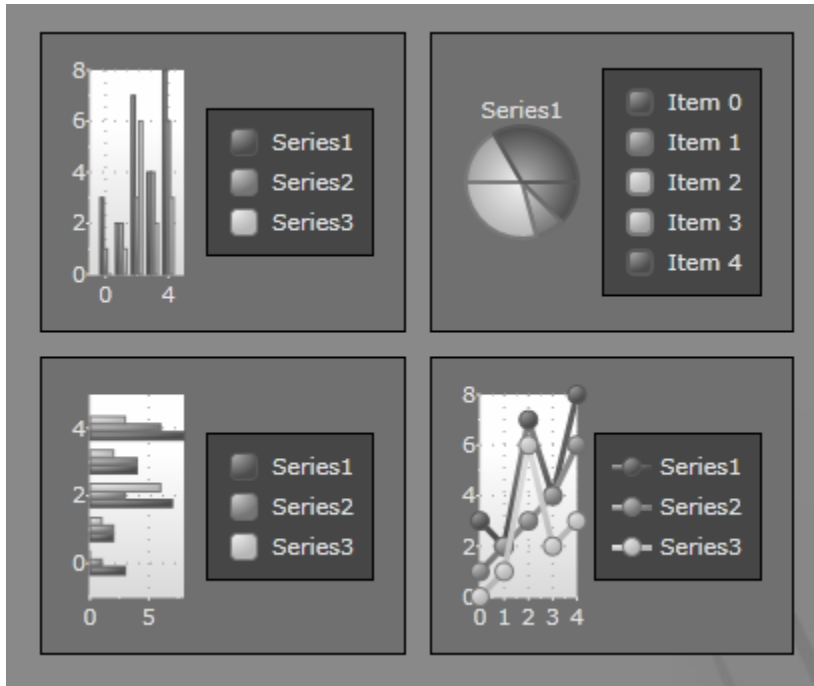 8
6
4
2
0
0 4
Series1
Series2
Series3
Series1
Item 0
Item 1
Item 2
Item 3
Item 4
4
2
0
0 5
Series1
Series2
Series3
8
6
4
2
0
0 1 2 3 4
Series1
Series2
Series3